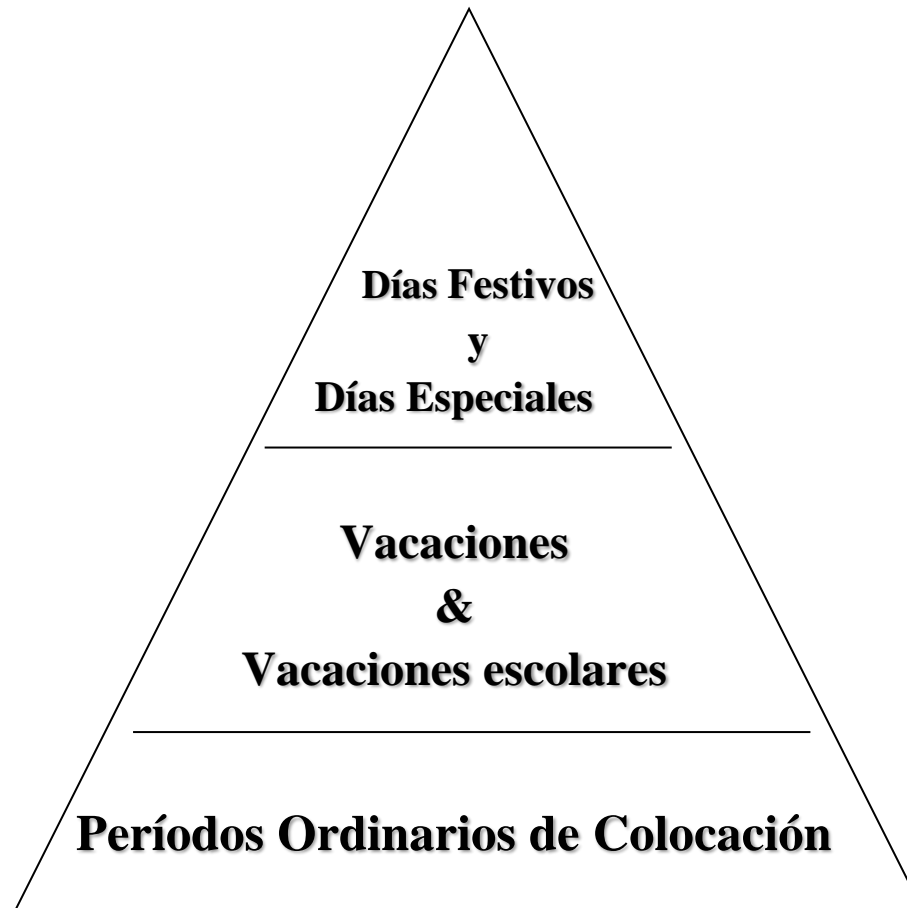 Días Festivos
y
Días Especiales
Vacaciones
&
Vacaciones escolares
Períodos Ordinarios de Colocación